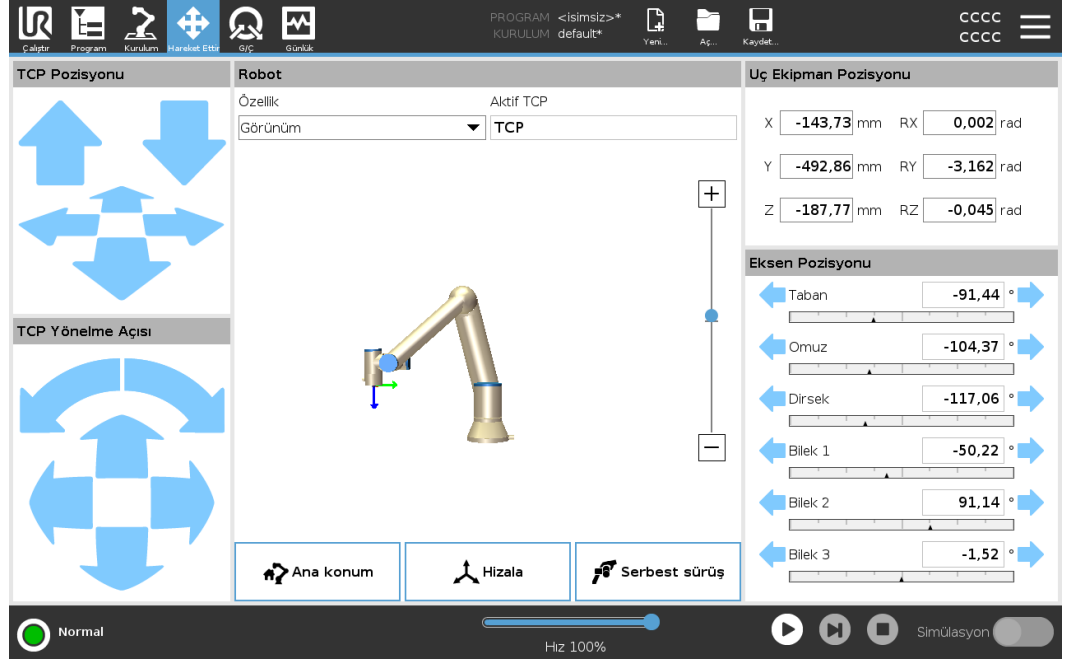 UR
Çalıştır
Program
Kurulum
Hareket Ettir
G/Ç
Günlük
PROGRAM <isimsiz>*
KURULUM default*
Yeni...
Aç...
Kaydet...
CCCC
CCCC
TCP Pozisyonu
TCP Yönelme Açısı
Robot
Özellik
Aktif TCP
Görünüm
TCP
+
−
Ana konum
Hizala
Serbest sürüş
Uç Ekipman Pozisyonu
X -143,73 mm RX 0,002 rad
Y -492,86 mm RY -3,162 rad
Z -187,77 mm RZ -0,045 rad
Eksen Pozisyonu
Taban -91,44 °
Omuz -104,37 °
Dirsek -117,06 °
Bilek 1 -50,22 °
Bilek 2 91,14 °
Bilek 3 -1,52 °
Normal
Hız 100%
Simülasyon